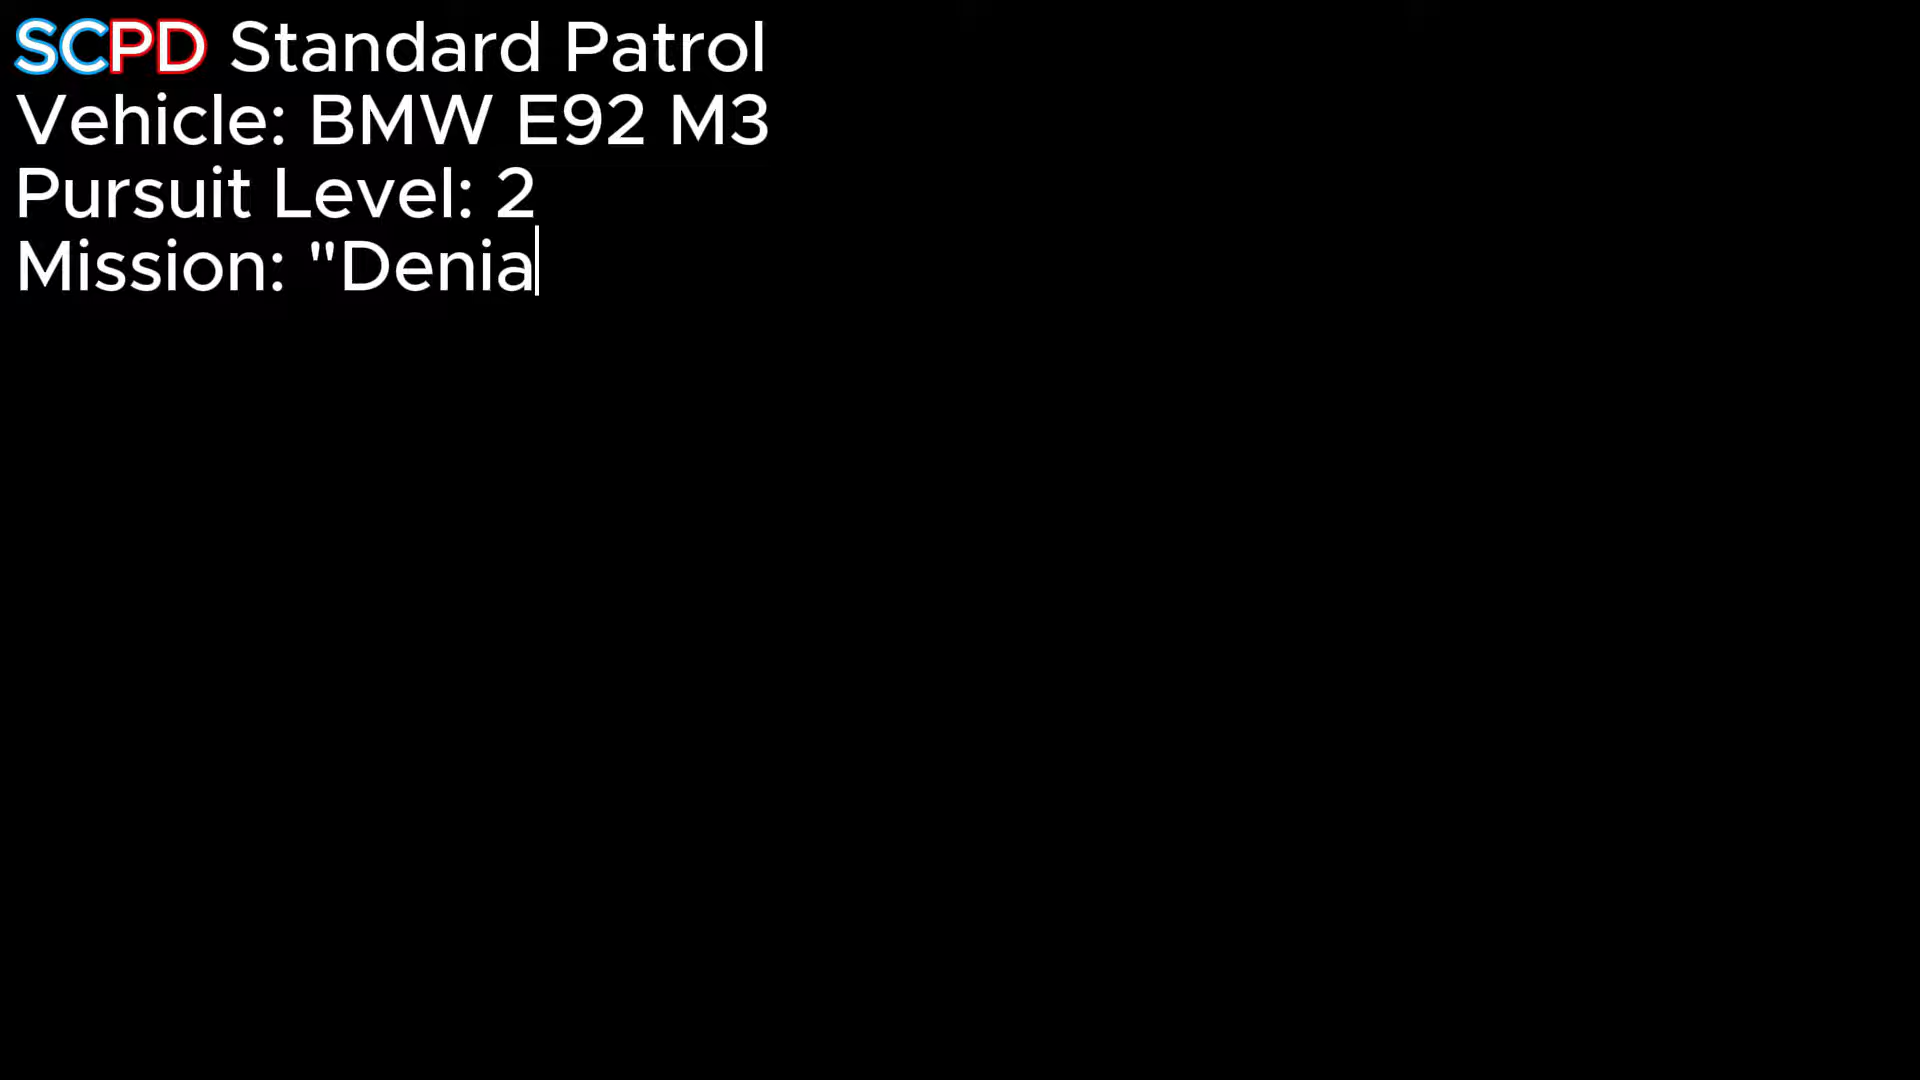 SCPD Standard Patrol
Vehicle: BMW E92 M3
Pursuit Level: 2
Mission: "Denia